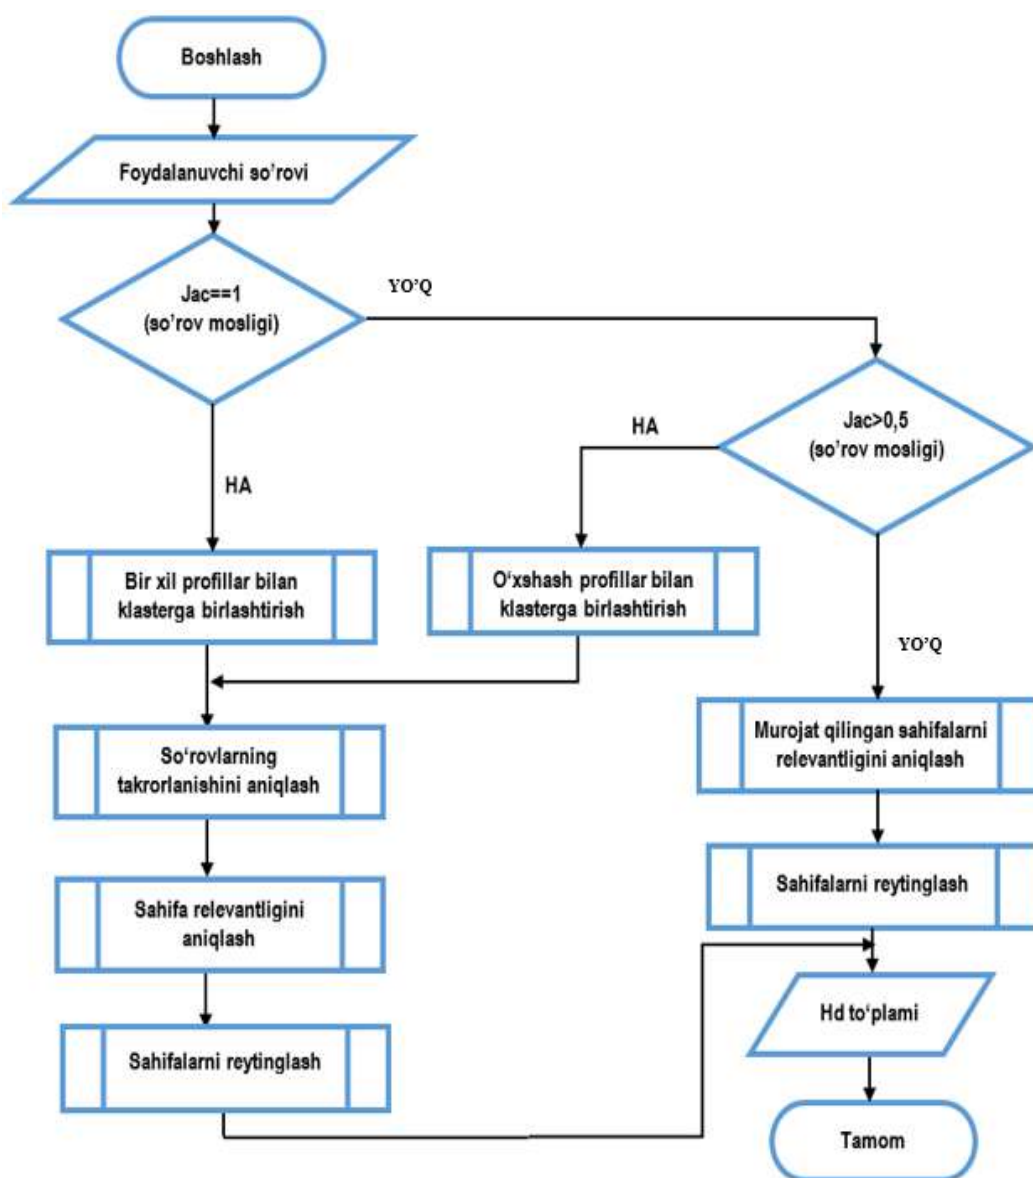 Boshlash
Foydalanuvchi so’rovi
Jac==1
(so’rov mosligi)
YO’Q
Jac>0,5
(so’rov mosligi)
HA
HA
Bir xil profillar bilan
klasterga birlashtirish
O‘xshash profillar bilan
klasterga birlashtirish
YO’Q
So‘rovlarning
takrorlanishini aniqlash
Murojat qilingan sahifalarni
relevantligini aniqlash
Sahifa relevantligini
aniqlash
Sahifalarni reytinglash
Sahifalarni reytinglash
Hd to‘plami
Tamom